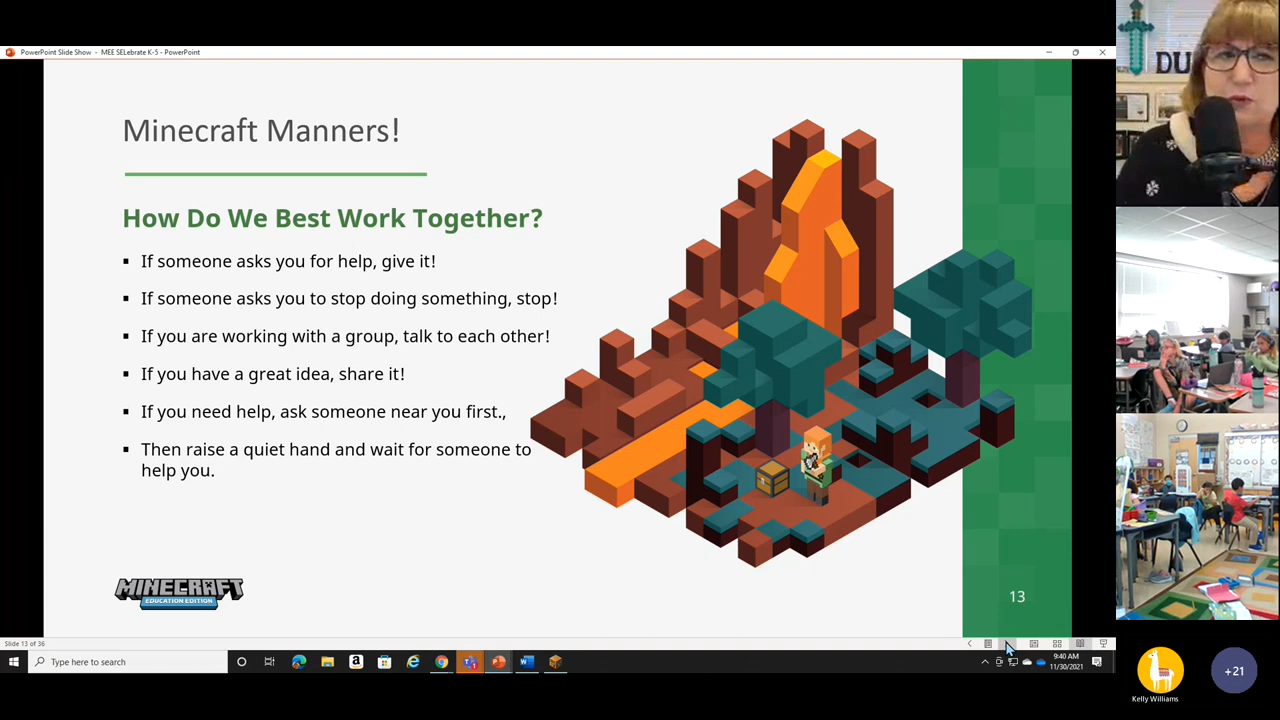 PowerPoint Slide Show - MEE SELebrate K-5 - PowerPoint
DU
Minecraft Manners!
How Do We Best Work Together?
▪ If someone asks you for help, give it!
▪ If someone asks you to stop doing something, stop!
▪ If you are working with a group, talk to each other!
▪ If you have a great idea, share it!
▪ If you need help, ask someone near you first.,
▪ Then raise a quiet hand and wait for someone to
help you.
MINECRAFT
EDUCATION EDITION
13
Slide 13 of 36
Type here to search
9:40 AM
11/30/2021
Kelly Williams
+21